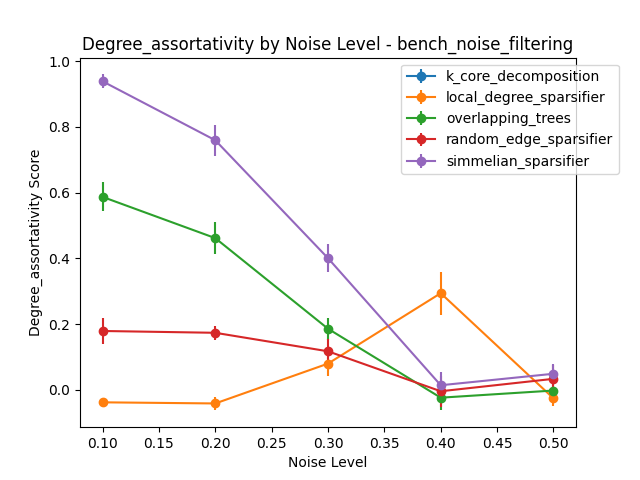 Degree_assortativity by Noise Level - bench_noise_filtering
k_core_decomposition
local_degree_sparsifier
overlapping_trees
random_edge_sparsifier
simmelian_sparsifier
Degree_assortativity Score
1.0
0.8
0.6
0.4
0.2
0.0
0.10 0.15 0.20 0.25 0.30 0.35 0.40 0.45 0.50
Noise Level